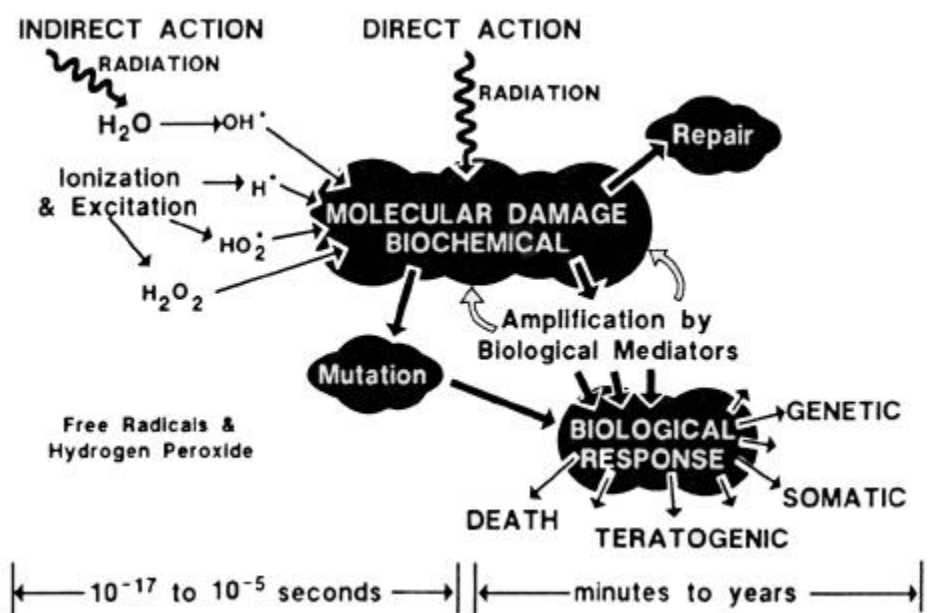 INDIRECT ACTION
RADIATION
DIRECT ACTION
RADIATION
H₂O
OH•
Repair
Ionization
& Excitation
H•
HO₂•
H₂O₂
MOLECULAR DAMAGE
BIOCHEMICAL
Amplification by
Biological Mediators
Mutation
Free Radicals &
Hydrogen Peroxide
BIOLOGICAL
RESPONSE
GENETIC
SOMATIC
DEATH
TERATOGENIC
10⁻¹⁷ to 10⁻⁵ seconds
minutes to years